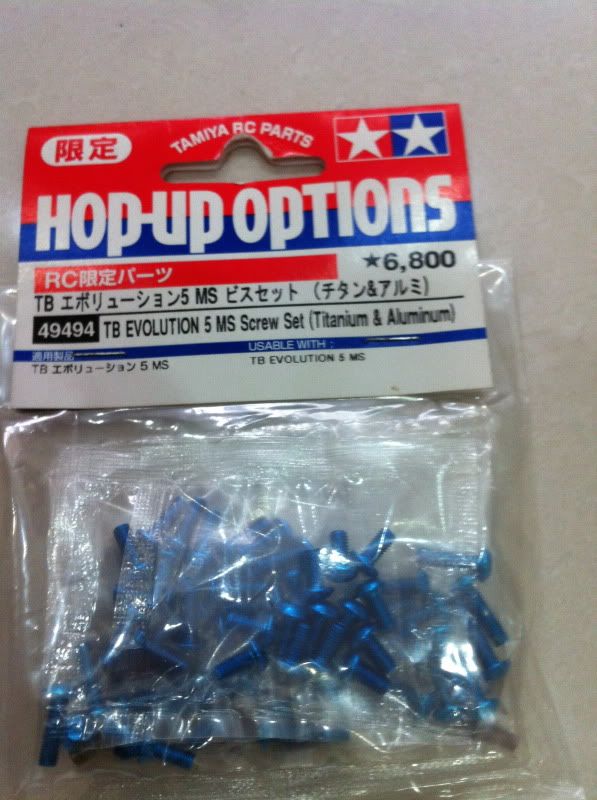 限定
TAMIYA RC PARTS
HOP-UP OPTIONS
RC限定パーツ
★6,800
TB エボリューション5 MS ビスセット (チタン&アルミ)
49494 TB EVOLUTION 5 MS Screw Set (Titanium & Aluminum)
適用製品
TB エボリューション 5 MS
USABLE WITH :
TB EVOLUTION 5 MS